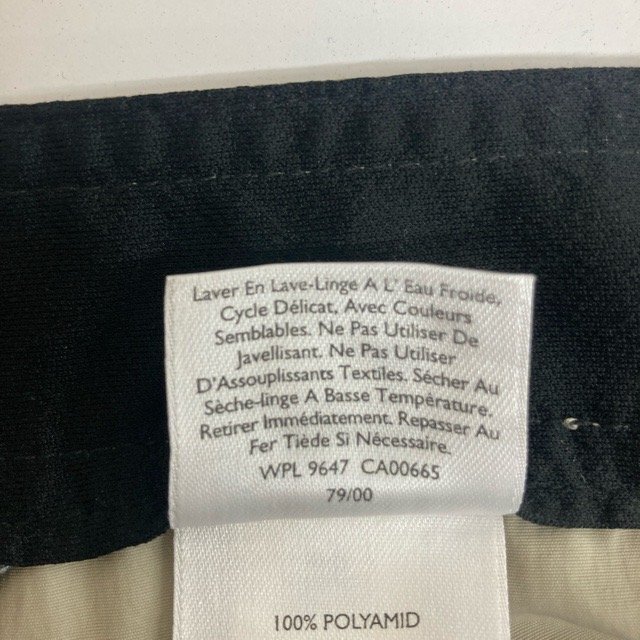 Laver En Lave-Linge A L' Eau Froide,
Cycle Délicat, Avec Couleurs
Semblables. Ne Pas Utiliser De
Javellisant. Ne Pas Utiliser
D'Assouplissants Textiles. Sécher Au
Sèche-linge A Basse Température.
Retirer Immédiatement. Repasser Au
Fer Tiède Si Nécessaire.
WPL 9647 CA00665
79/00
100% POLYAMID